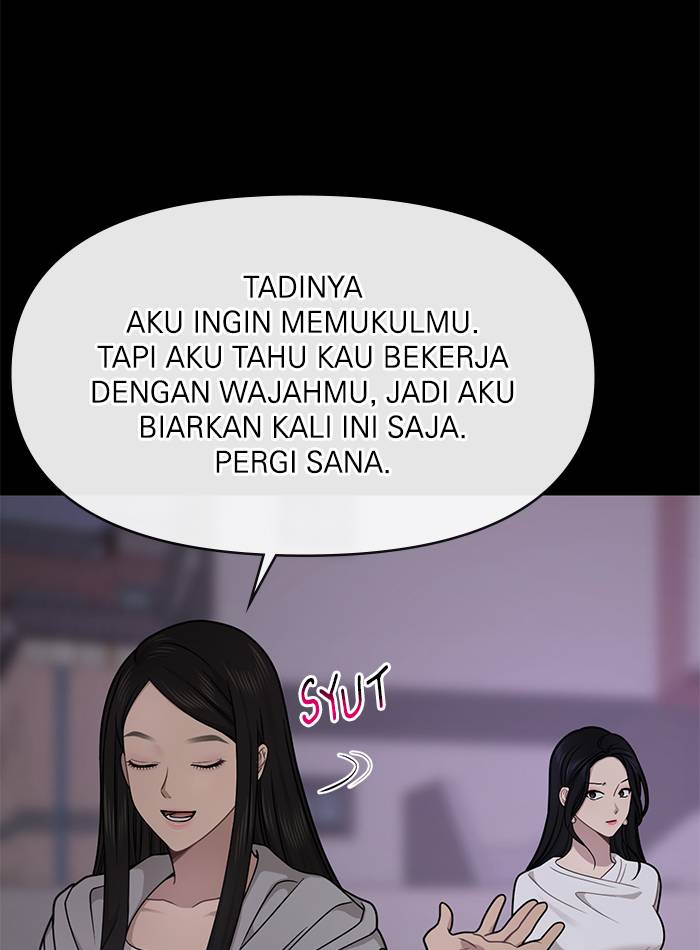 TADINYA
AKU INGIN MEMUKULMU.
TAPI AKU TAHU KAU BEKERJA
DENGAN WAJAHMU, JADI AKU
BIARKAN KALI INI SAJA.
PERGI SANA.
SYUT